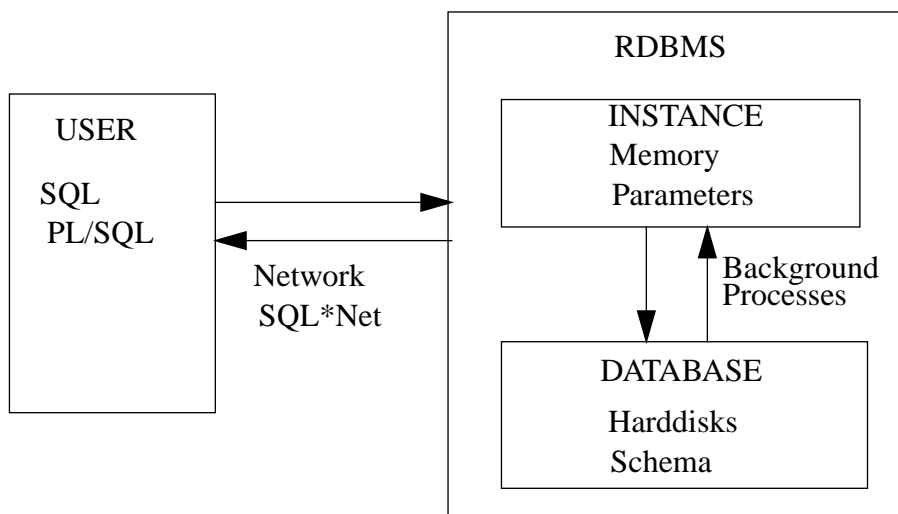 USER
SQL
PL/SQL
Network
SQL*Net
RDBMS
INSTANCE
Memory
Parameters
Background
Processes
DATABASE
Harddisks
Schema